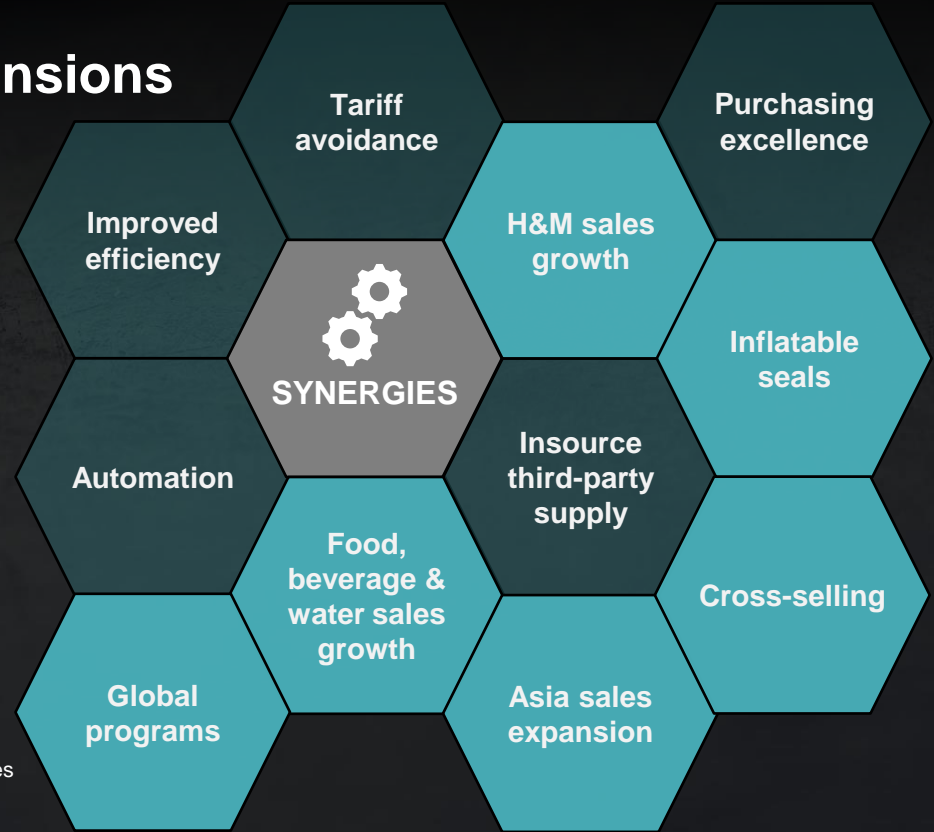 nsions
Tariff
avoidance
Purchasing
excellence
Improved
efficiency
H&M sales
growth
Inflatable
seals
SYNERGIES
Insource
third-party
supply
Automation
Food,
beverage &
water sales
growth
Cross-selling
Global
programs
Asia sales
expansion
es